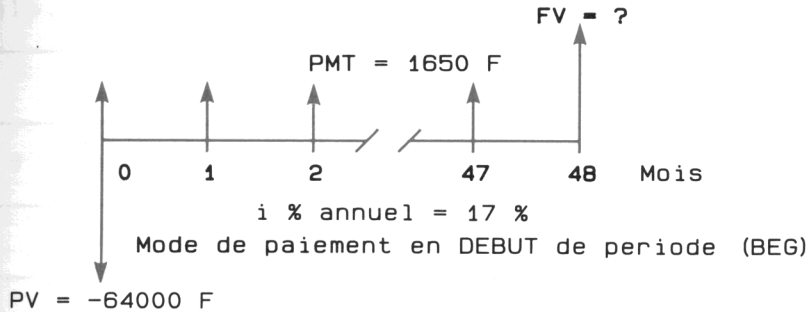 FV = ?
PMT = 1650 F
0 1 2 47 48 Mois
i % annuel = 17 %
Mode de paiement en DEBUT de periode (BEG)
PV = -64000 F